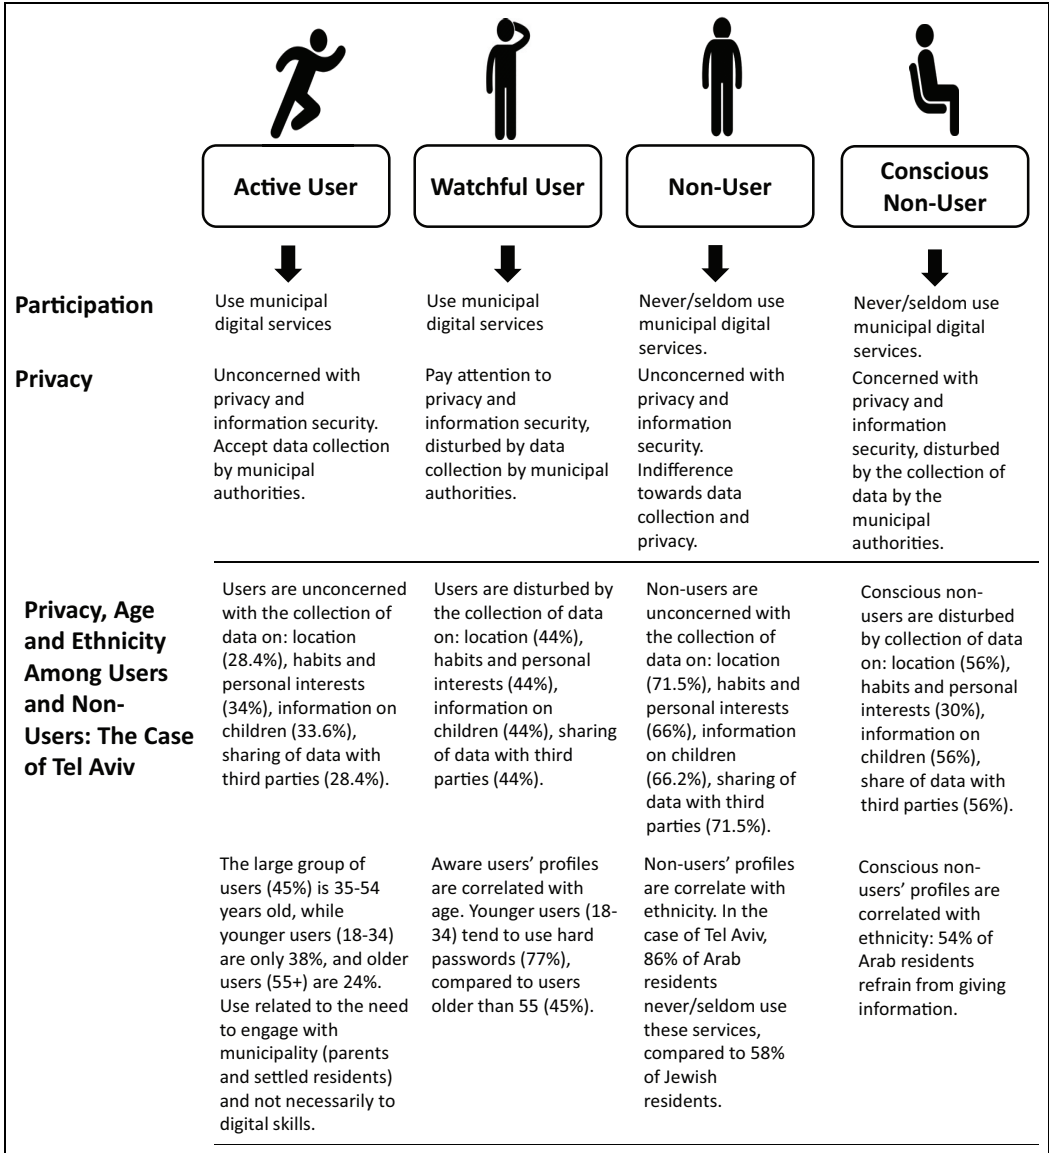 Active User
Watchful User
Non-User
Conscious
Non-User
Participation
Use municipal
digital services
Use municipal
digital services
Never/seldom use
municipal digital
services.
Never/seldom use
municipal digital
services.
Privacy
Unconcerned with
privacy and
information security.
Accept data collection
by municipal
authorities.
Pay attention to
privacy and
information security,
disturbed by data
collection by municipal
authorities.
Unconcerned with
privacy and
information
security.
Indifference
towards data
collection and
privacy.
Concerned with
privacy and
information
security, disturbed
by the collection of
data by the
municipal
authorities.
Privacy, Age
and Ethnicity
Among Users
and Non-
Users: The Case
of Tel Aviv
Users are unconcerned
with the collection of
data on: location
(28.4%), habits and
personal interests
(34%), information on
children (33.6%),
sharing of data with
third parties (28.4%).
Users are disturbed by
the collection of data
on: location (44%),
habits and personal
interests (44%),
information on
children (44%), sharing
of data with third
parties (44%).
Non-users are
unconcerned with
the collection of
data on: location
(71.5%), habits and
personal interests
(66%), information
on children
(66.2%), sharing of
data with third
parties (71.5%).
Conscious non-
users are disturbed
by collection of data
on: location (56%),
habits and personal
interests (30%),
information on
children (56%),
share of data with
third parties (56%).
The large group of
users (45%) is 35-54
years old, while
younger users (18-34)
are only 38%, and older
users (55+) are 24%.
Use related to the need
to engage with
municipality (parents
and settled residents)
and not necessarily to
digital skills.
Aware users’ profiles
are correlated with
age. Younger users (18-
34) tend to use hard
passwords (77%),
compared to users
older than 55 (45%).
Non-users’ profiles
are correlate with
ethnicity. In the
case of Tel Aviv,
86% of Arab
residents
never/seldom use
these services,
compared to 58%
of Jewish
residents.
Conscious non-
users’ profiles are
correlated with
ethnicity: 54% of
Arab residents
refrain from giving
information.